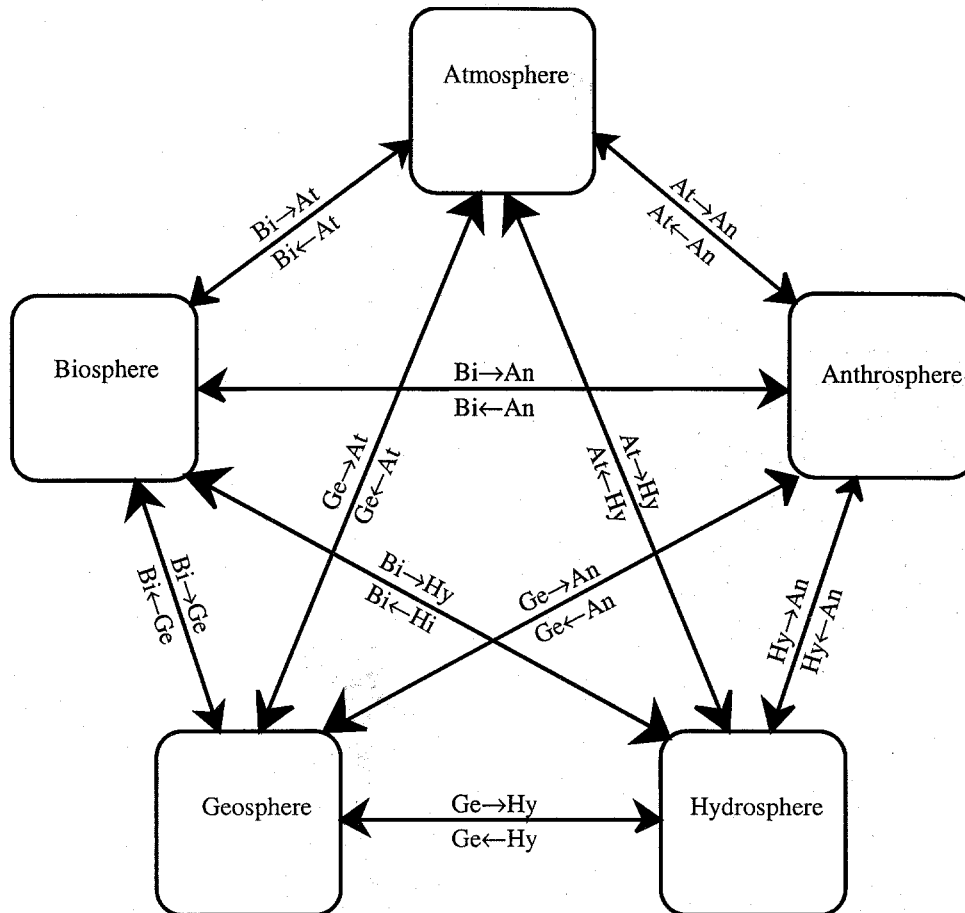 Atmosphere
Bi→At
Bi←At
At→An
At←An
Biosphere
Bi→An
Bi←An
Anthrosphere
Ge→At
Ge←At
At→Hy
At←Hy
Bi→Ge
Bi←Ge
Bi→Hy
Bi←Hi
Ge→An
Ge←An
Hy→An
Hy←An
Geosphere
Ge→Hy
Ge←Hy
Hydrosphere